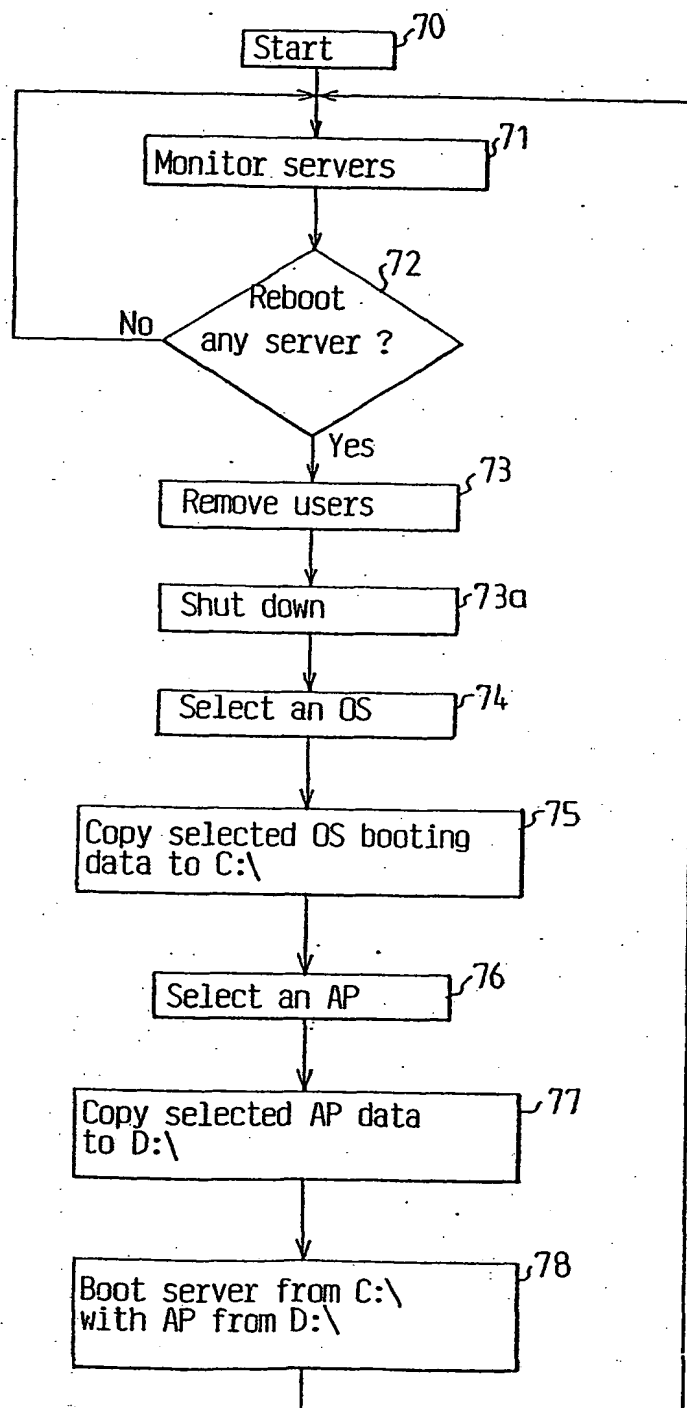 Start
70
Monitor servers
71
72
Reboot
any server ?
No
Yes
Remove users
73
Shut down
73a
Select an OS
74
Copy selected OS booting
data to C:\
75
Select an AP
76
Copy selected AP data
to D:\
77
Boot server from C:\
with AP from D:\
78